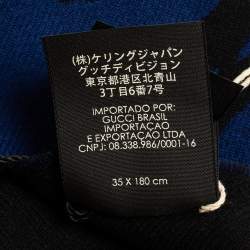 (株)ケリングジャパン
グッチディビジョン
東京都港区北青山
3丁目6番7号
IMPORTADO POR:
GUCCI BRASIL
IMPORTAÇAO
E EXPORTAÇAO LTDA
CNPJ: 08.338.986/0001-16
35 X 180 cm